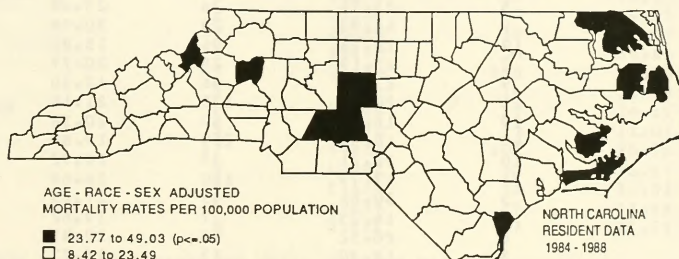 AGE - RACE - SEX ADJUSTED
MORTALITY RATES PER 100,000 POPULATION
23.77 to 49.03 (p<=.05)
8.42 to 23.49
NORTH CAROLINA
RESIDENT DATA
1984 - 1988